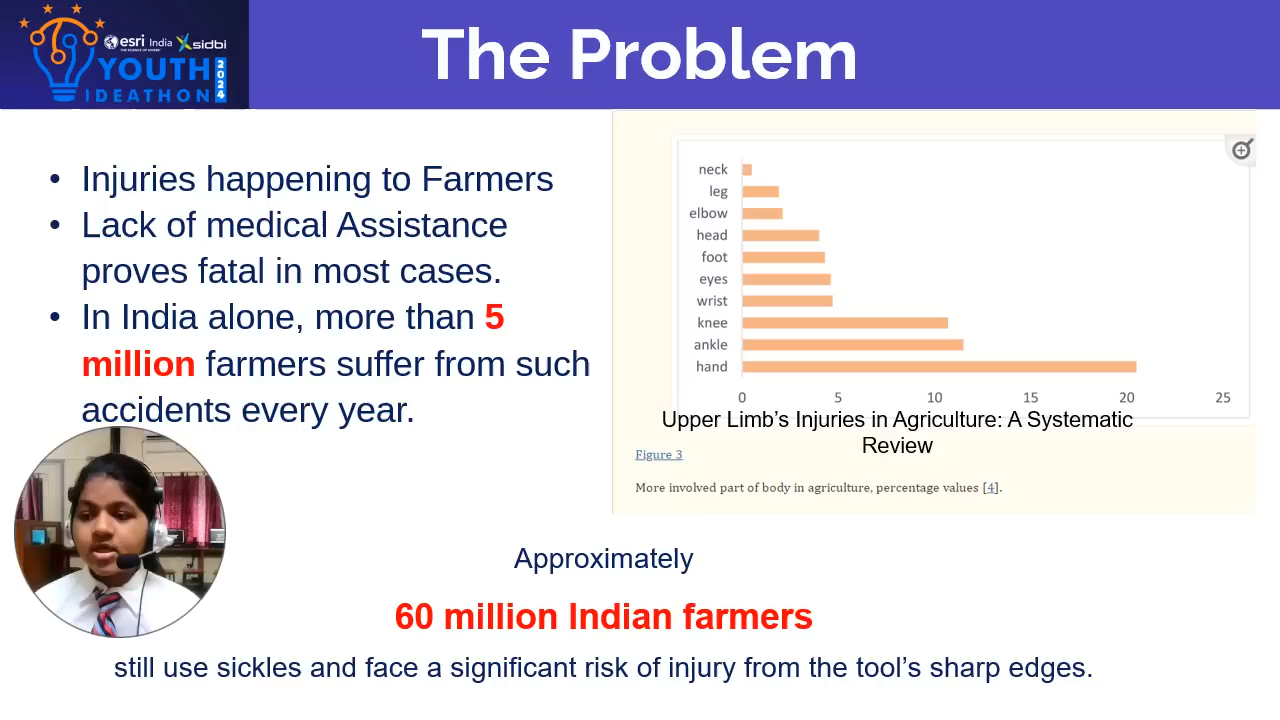 esri India
THE SCIENCE OF WHERE
sidbi
YOUTH
IDEATHON
2024
The Problem
• Injuries happening to Farmers
• Lack of medical Assistance
proves fatal in most cases.
• In India alone, more than 5
million farmers suffer from such
accidents every year.
neck
leg
elbow
head
foot
eyes
wrist
knee
ankle
hand
0 5 10 15 20 25
Upper Limb’s Injuries in Agriculture: A Systematic
Review
Figure 3
More involved part of body in agriculture, percentage values [4].
Approximately
60 million Indian farmers
still use sickles and face a significant risk of injury from the tool’s sharp edges.